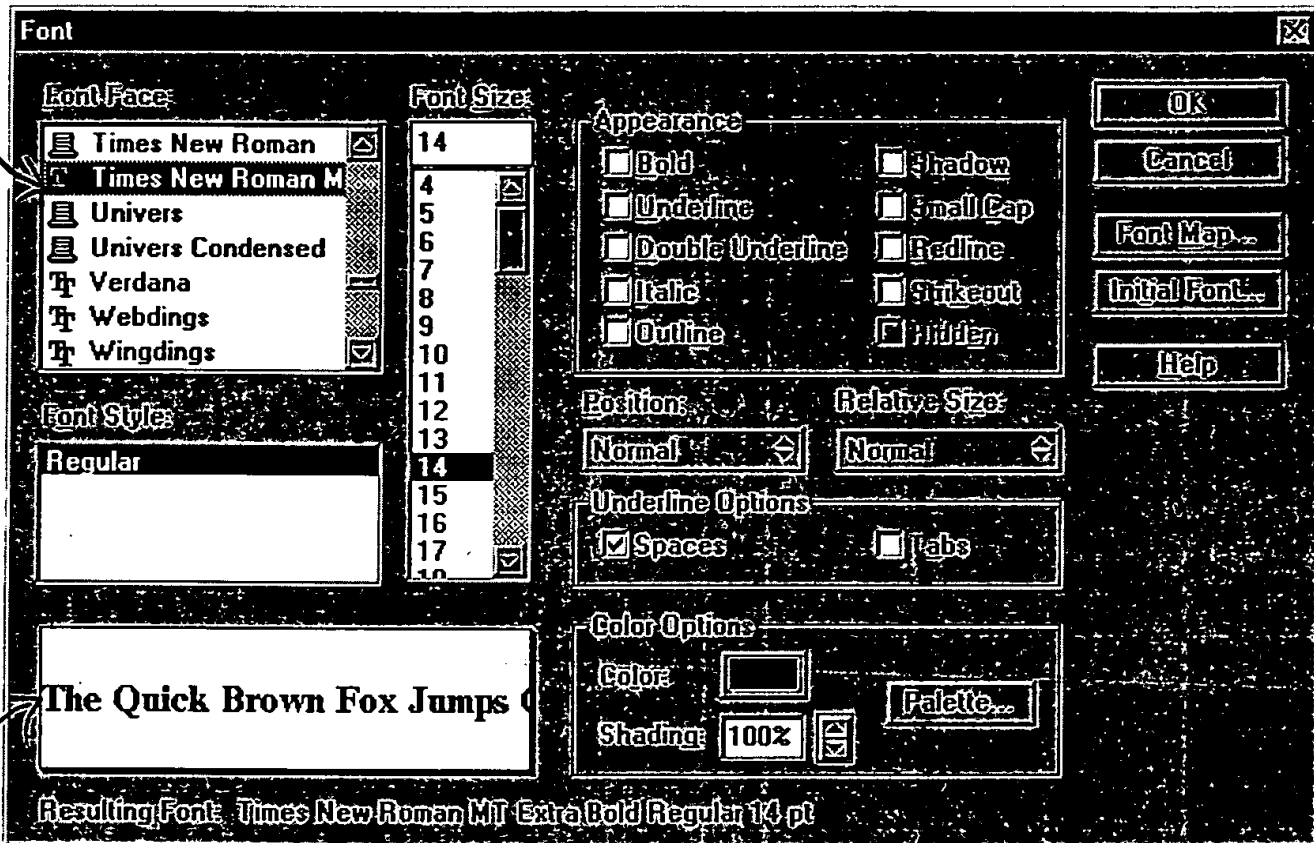 Font
Font Face:
Times New Roman
Times New Roman M
Univers
Univers Condensed
Verdana
Webdings
Wingdings
Font Size:
14
4
5
6
7
8
9
10
11
12
13
14
15
16
17
Font Style:
Regular
The Quick Brown Fox Jumps
Appearance
Bold
Underline
Double Underline
Italic
Outline
Shadow
Small Cap
Redline
Strikeout
Hidden
Position:
Normal
Relative Size:
Normal
Underline Options
Spaces
Tabs
Color Options
Color:
Shading:
100%
Palette...
OK
Cancel
Font Map...
Initial Font...
Help
Resulting Font: Times New Roman MT Extra Bold Regular 14 pt